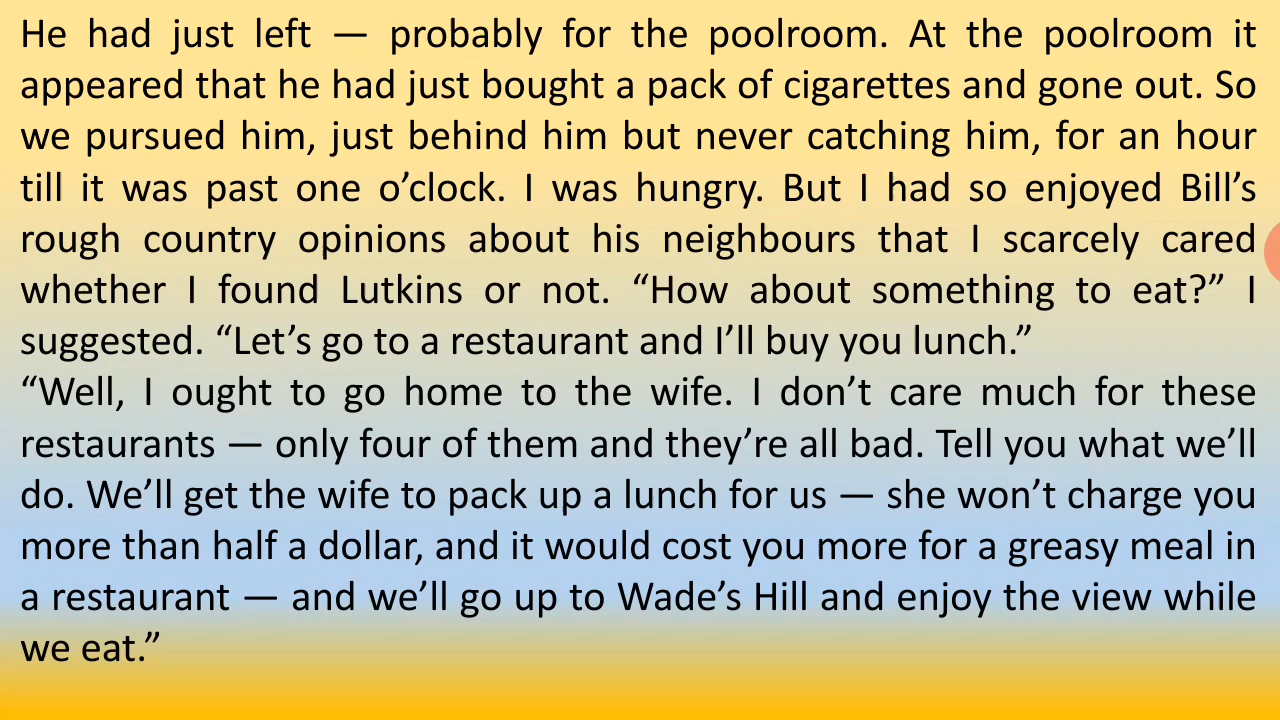 He had just left — probably for the poolroom. At the poolroom it
appeared that he had just bought a pack of cigarettes and gone out. So
we pursued him, just behind him but never catching him, for an hour
till it was past one o’clock. I was hungry. But I had so enjoyed Bill’s
rough country opinions about his neighbours that I scarcely cared
whether I found Lutkins or not. “How about something to eat?” I
suggested. “Let’s go to a restaurant and I’ll buy you lunch.”
“Well, I ought to go home to the wife. I don’t care much for these
restaurants — only four of them and they’re all bad. Tell you what we’ll
do. We’ll get the wife to pack up a lunch for us — she won’t charge you
more than half a dollar, and it would cost you more for a greasy meal in
a restaurant — and we’ll go up to Wade’s Hill and enjoy the view while
we eat.”